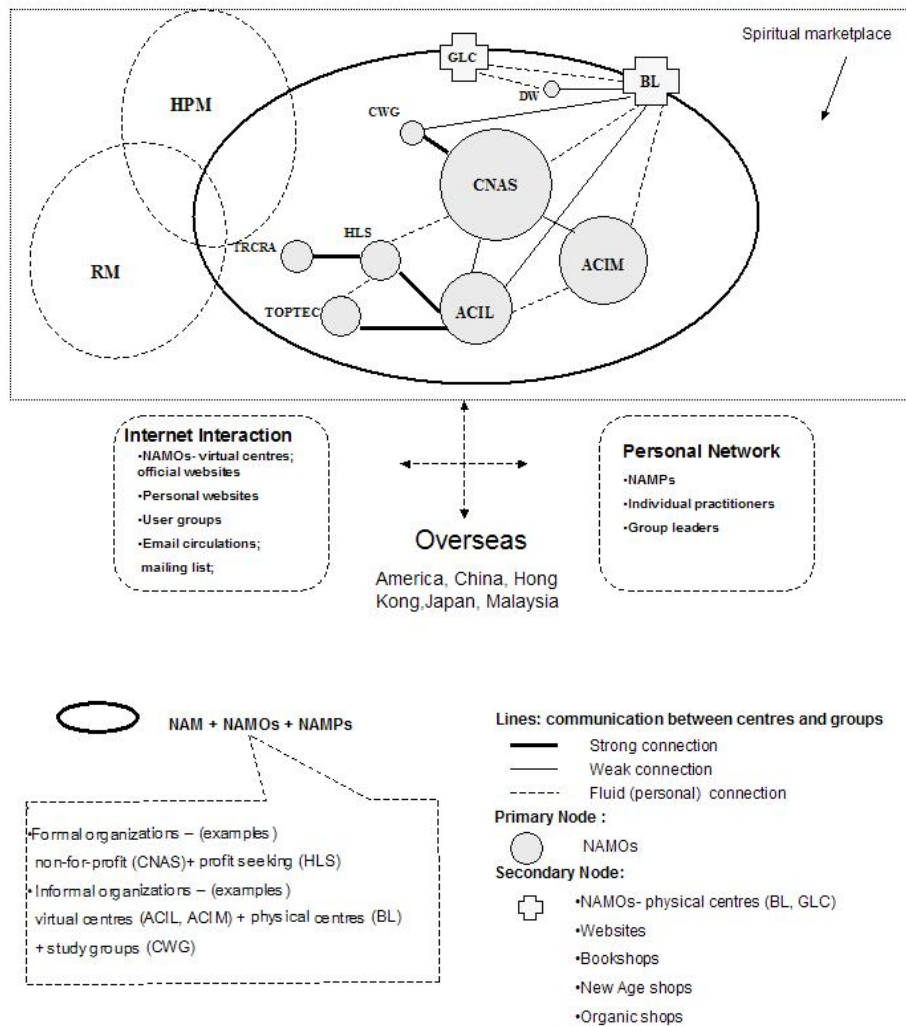 Spiritual marketplace
GLC
BL
DW
HPM
CWG
CNAS
HLS
TRCRA
ACIM
RM
TOPTEC
ACIL
Internet Interaction
•NAMOs- virtual centres;
official websites
•Personal websites
•User groups
•Email circulations;
mailing list;
Personal Network
•NAMPs
•Individual practitioners
•Group leaders
Overseas
America, China, Hong
Kong,Japan, Malaysia
NAM + NAMOs + NAMPs
•Formal organizations – (examples)
non-for-profit (CNAS)+ profit seeking (HLS)
•Informal organizations – (examples)
virtual centres (ACIL, ACIM) + physical centres (BL)
+ study groups (CWG)
Lines: communication between centres and groups
Strong connection
Weak connection
Fluid (personal) connection
Primary Node :
NAMOs
Secondary Node:
•NAMOs- physical centres (BL, GLC)
•Websites
•Bookshops
•New Age shops
•Organic shops